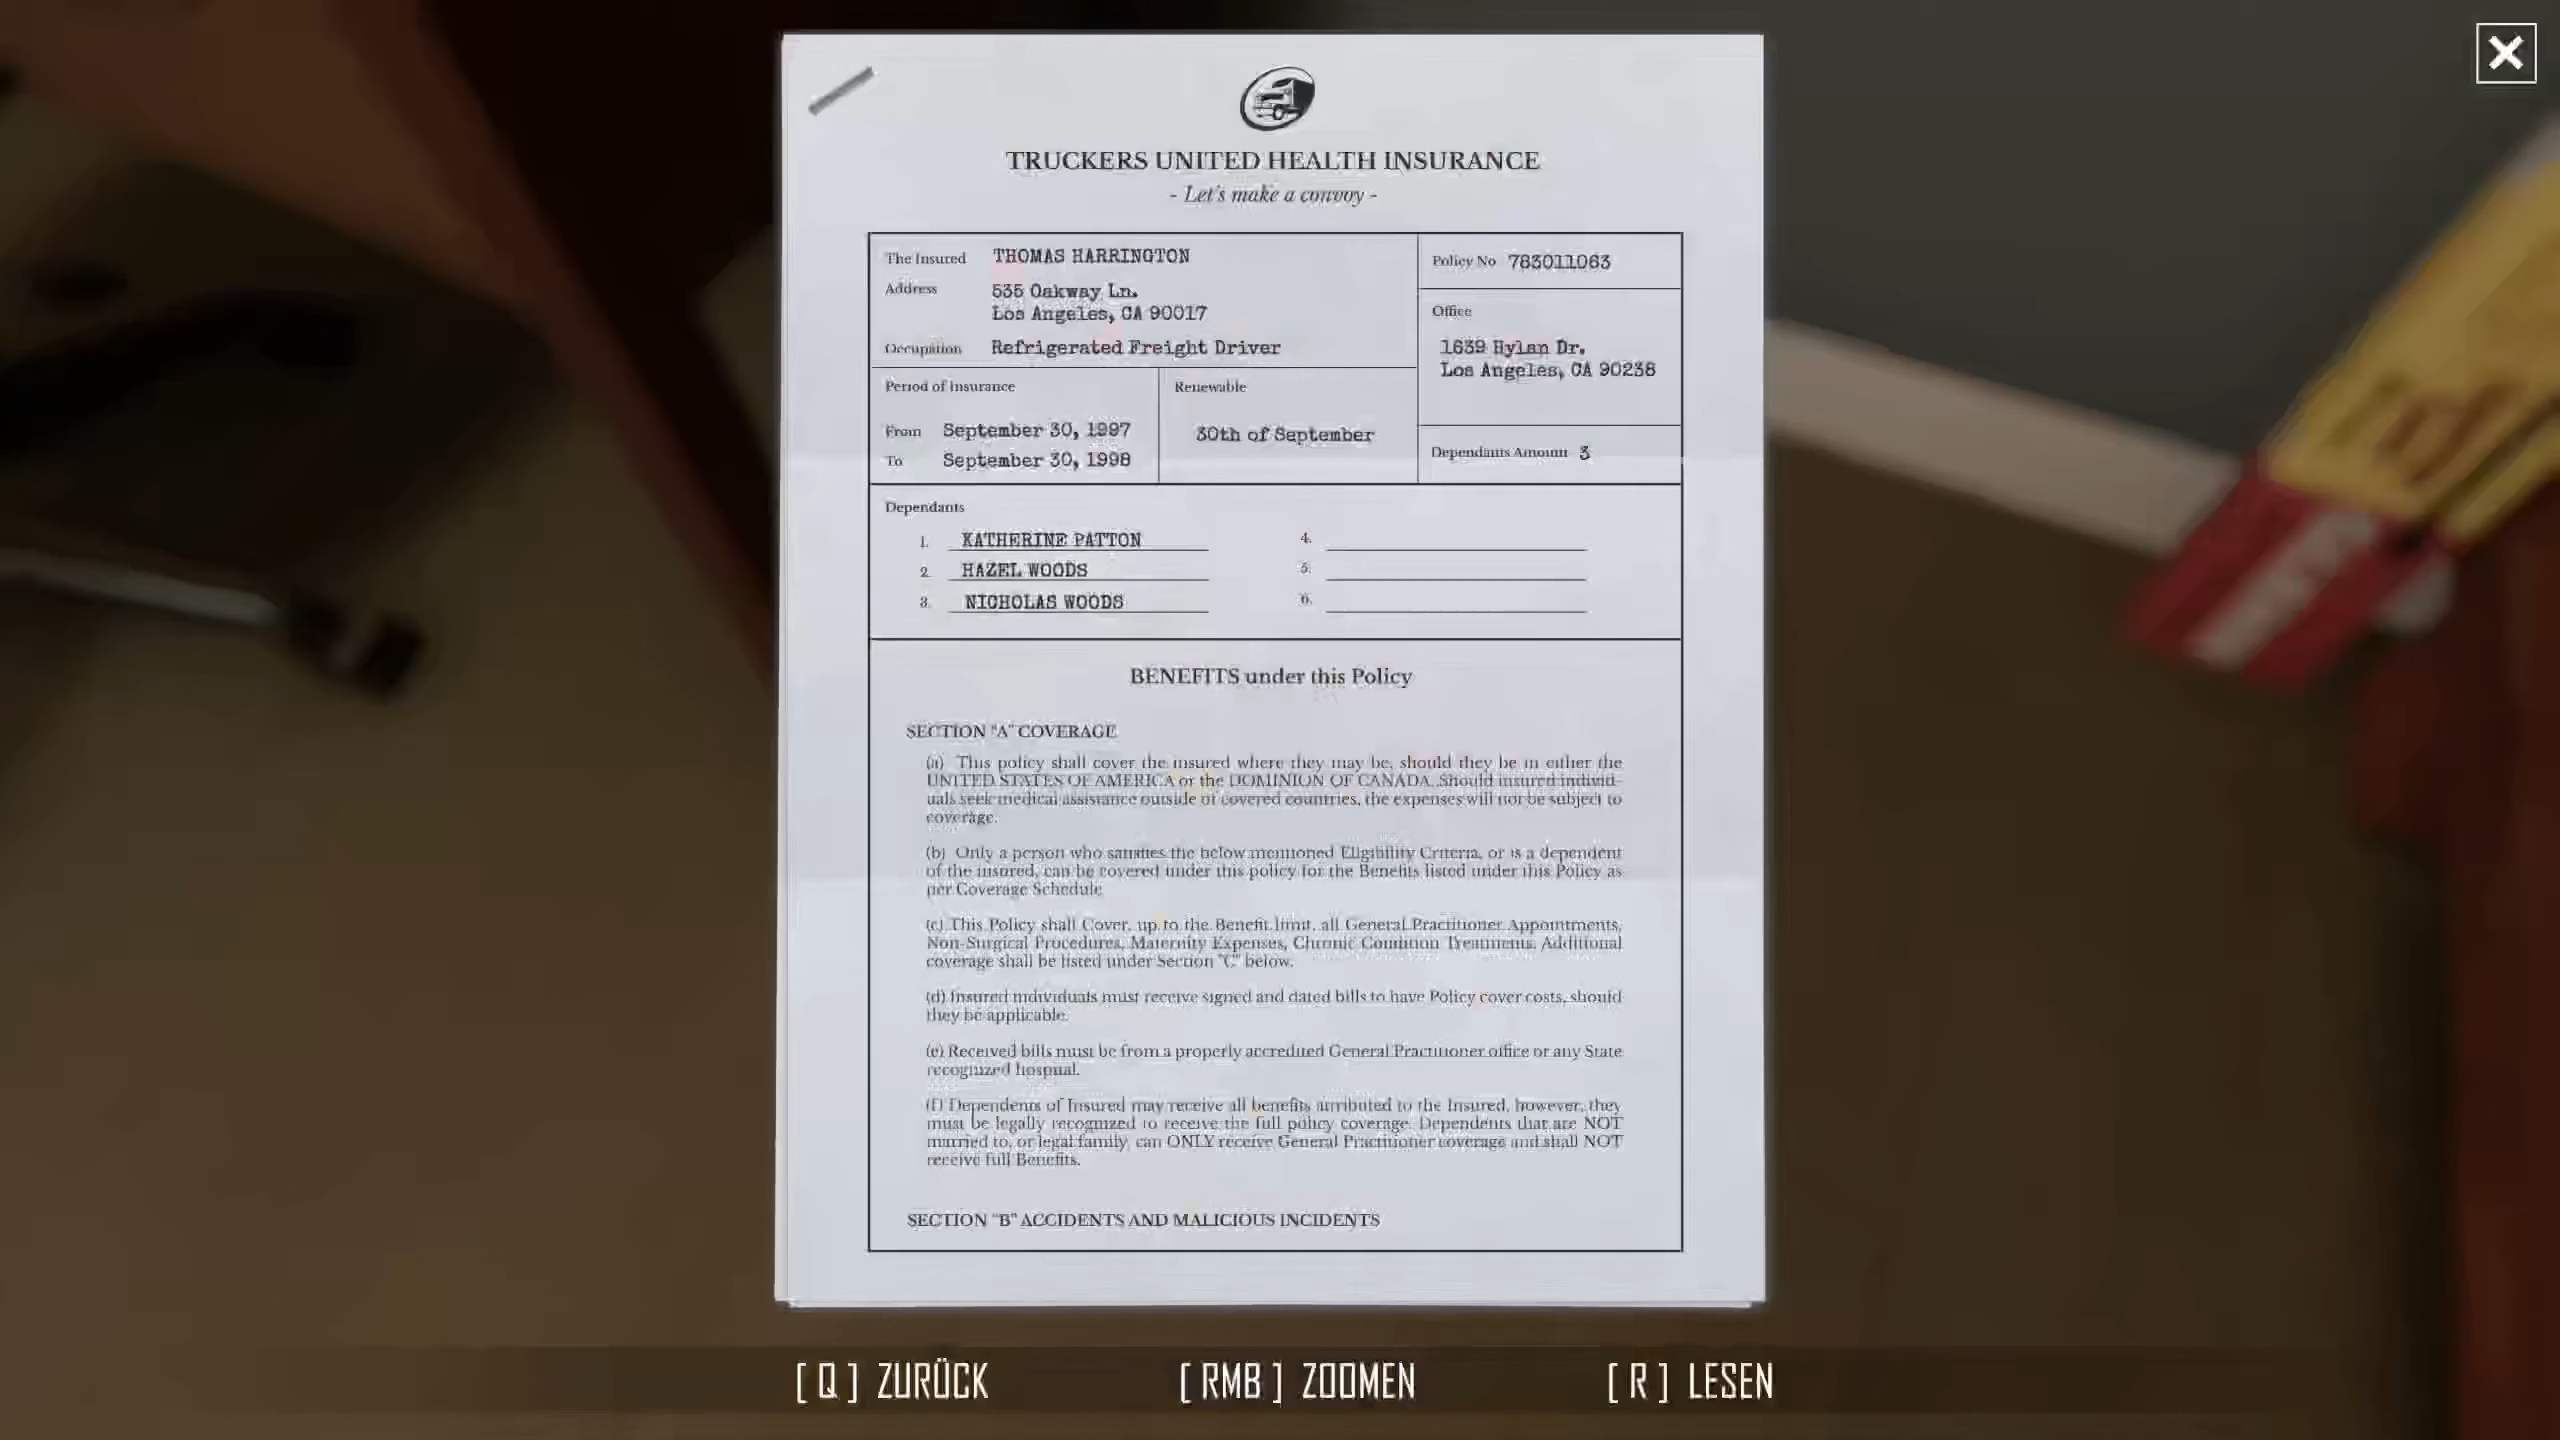 TRUCKERS UNITED HEALTH INSURANCE
- Let's make a convoy -
The Insured THOMAS HARRINGTON
Address 535 Oakway Ln.
Los Angeles, CA 90017
Occupation Refrigerated Freight Driver
Policy No 783011063
Office
1639 Hylan Dr.
Los Angeles, CA 90238
Period of Insurance
From September 30, 1997
To September 30, 1998
Renewable
30th of September
Dependants Amount 3
Dependants
1. KATHERINE PATTON
2. HAZEL WOODS
3. NICHOLAS WOODS
4.
5.
6.
BENEFITS under this Policy
SECTION "A" COVERAGE
(a) This policy shall cover the insured where they may be, should they be in either the
UNITED STATES OF AMERICA or the DOMINION OF CANADA. Should insured individ-
uals seek medical assistance outside of covered countries, the expenses will not be subject to
coverage.
(b) Only a person who satisfies the below mentioned Eligibility Criteria, or is a dependent
of the insured, can be covered under this policy for the Benefits listed under this Policy as
per Coverage Schedule
(c) This Policy shall Cover, up to the Benefit limit, all General Practitioner Appointments,
Non-Surgical Procedures, Maternity Expenses, Chronic Condition Treatments. Additional
coverage shall be listed under Section "C" below.
(d) Insured individuals must receive signed and dated bills to have Policy cover costs, should
they be applicable.
(e) Received bills must be from a properly accredited General Practitioner office or any State
recognized hospital.
(f) Dependents of Insured may receive all benefits attributed to the Insured, however, they
must be legally recognized to receive the full policy coverage. Dependents that are NOT
married to, or legal family, can ONLY receive General Practitioner coverage and shall NOT
receive full Benefits.
SECTION "B" ACCIDENTS AND MALICIOUS INCIDENTS
[ Q ] ZURÜCK
[ RMB ] ZOOMEN
[ R ] LESEN